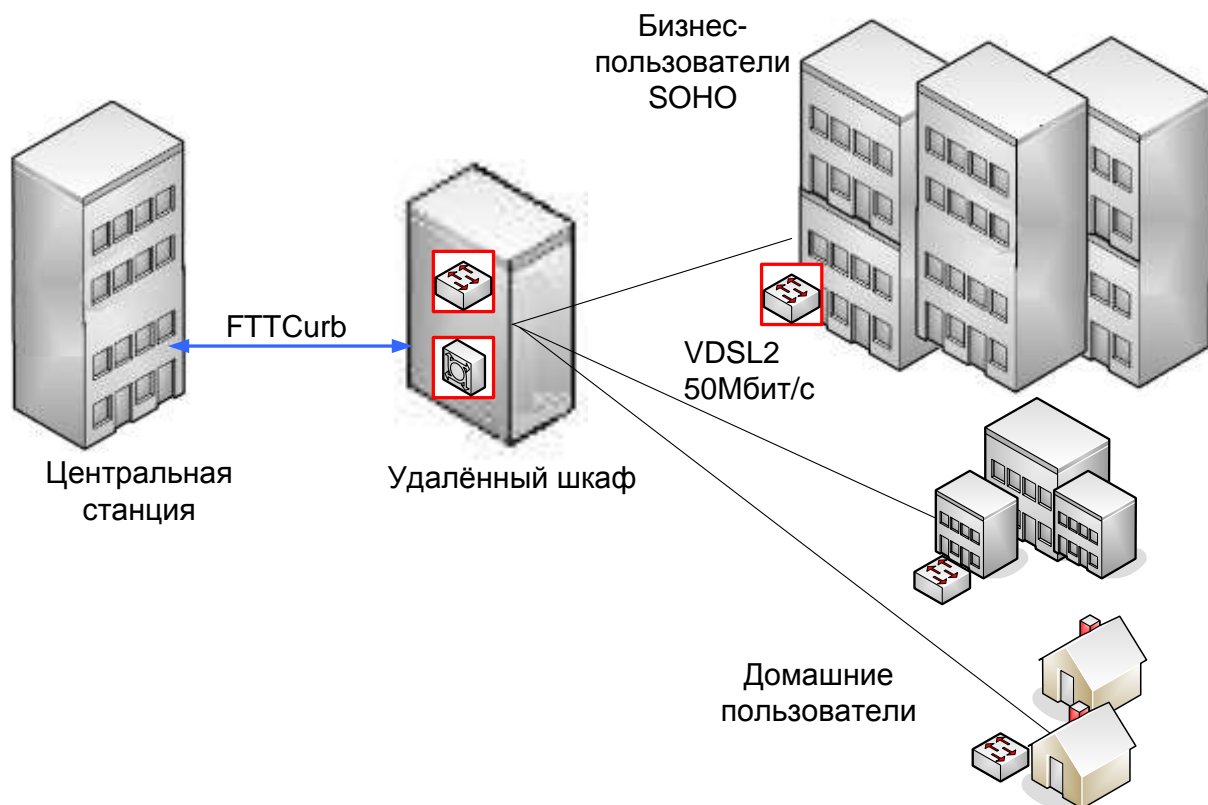 Бизнес-
пользователи
SOHO
FTTCurb
VDSL2
50Мбит/с
Центральная
станция
Удалённый шкаф
Домашние
пользователи